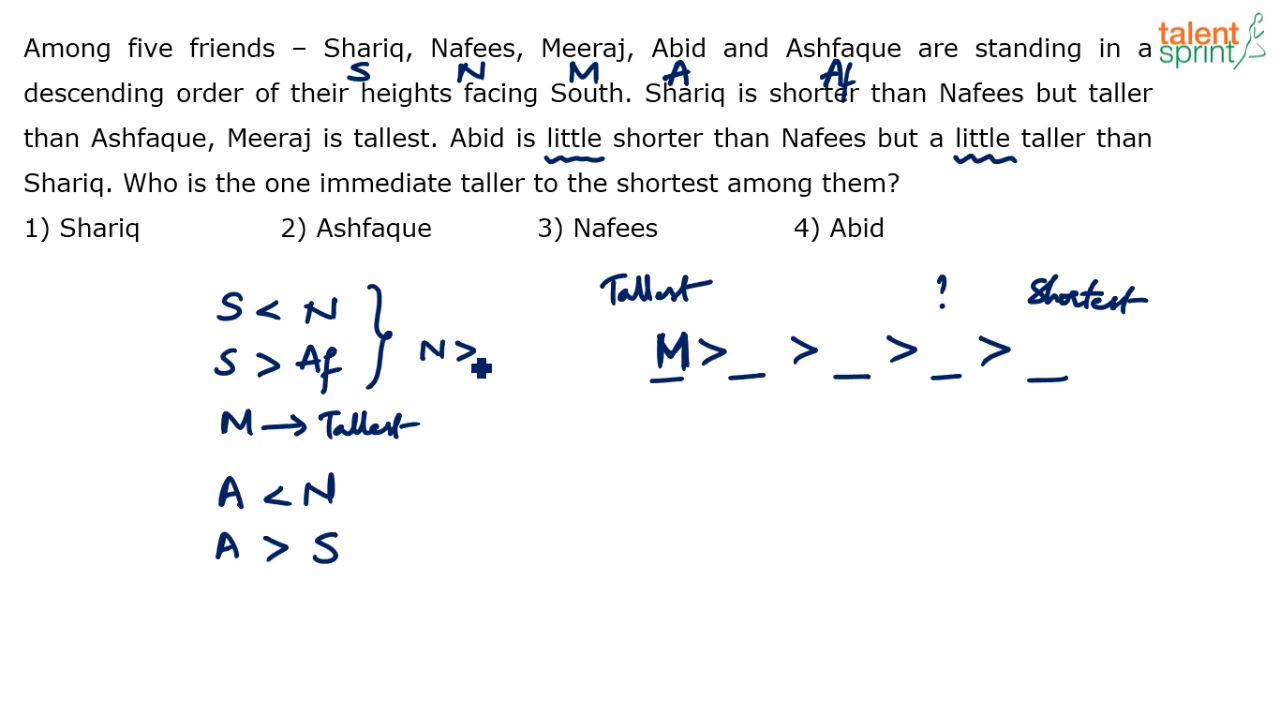 talent
sprint
Among five friends – Shariq, Nafees, Meeraj, Abid and Ashfaque are standing in a
S N M A Af
descending order of their heights facing South. Shariq is shorter than Nafees but taller
than Ashfaque, Meeraj is tallest. Abid is little shorter than Nafees but a little taller than
Shariq. Who is the one immediate taller to the shortest among them?
1) Shariq 2) Ashfaque 3) Nafees 4) Abid
Tallest ? Shortest
S < N
M > _ > _ > _ > _
S > Af } N >
M → Tallest
A < N
A > S